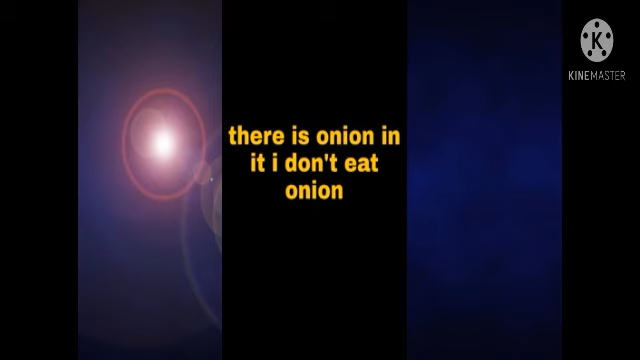 there is onion in
it i don't eat
onion
KINEMASTER